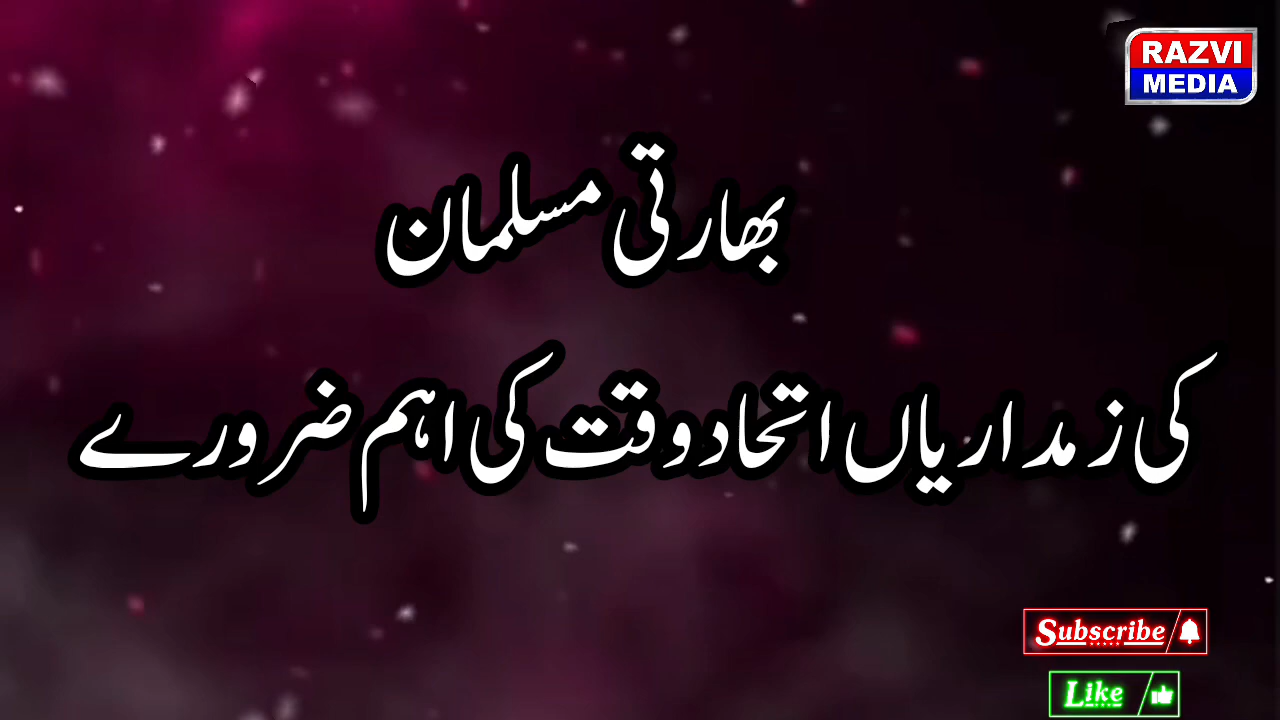 RAZVI
MEDIA
بھارتی مسلمان
کی زمداریاں اتحاد وقت کی اہم ضرورے
Subscribe
Like